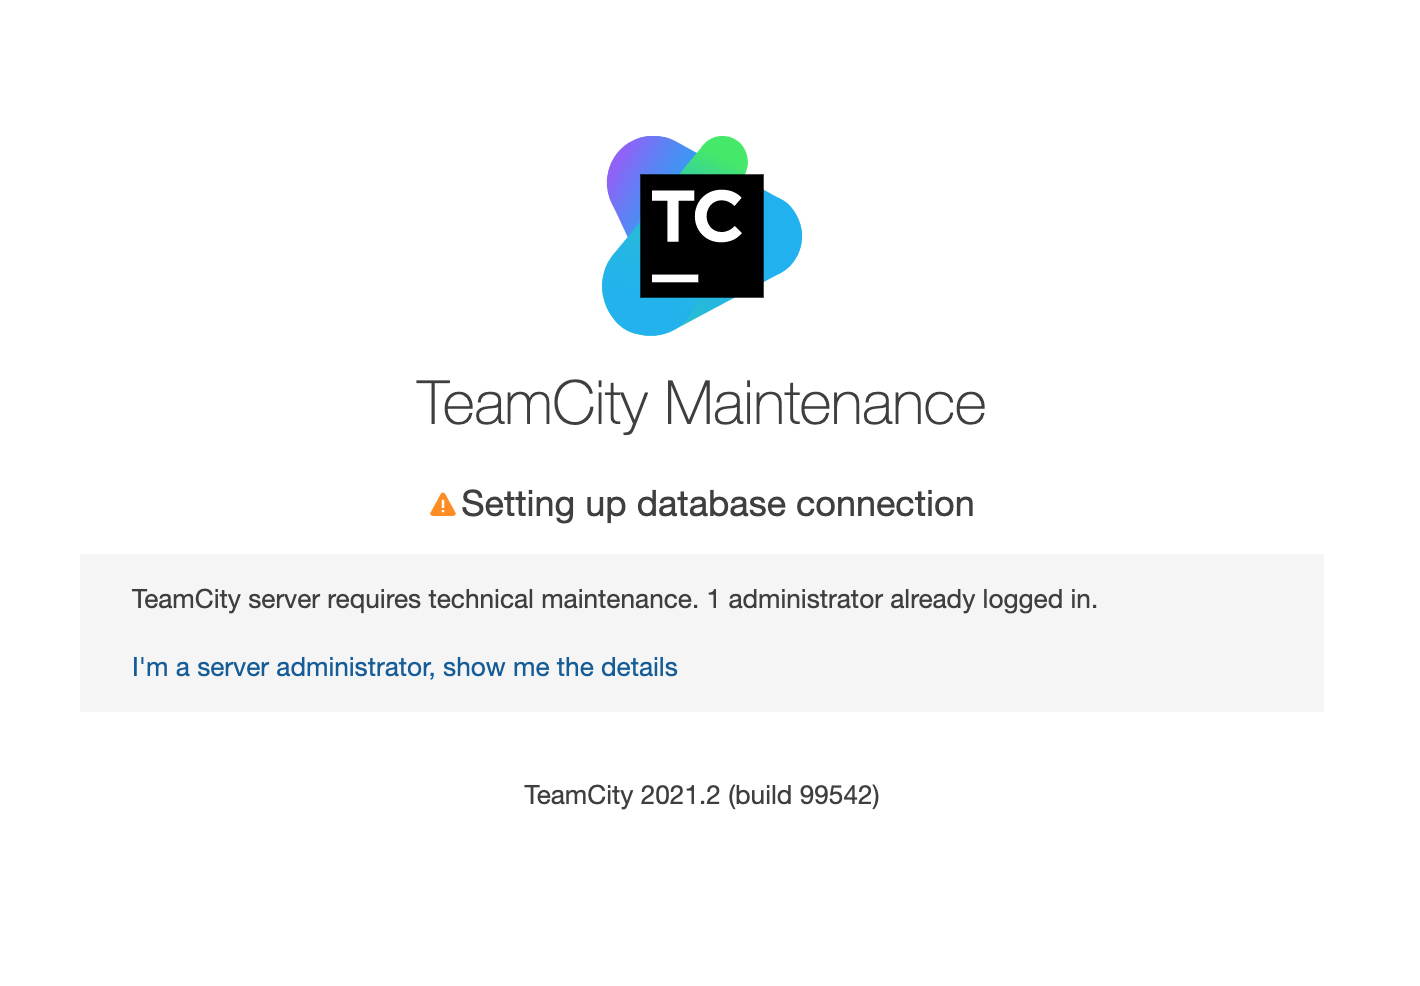 TC
TeamCity Maintenance
Setting up database connection
TeamCity server requires technical maintenance. 1 administrator already logged in.
I'm a server administrator, show me the details
TeamCity 2021.2 (build 99542)